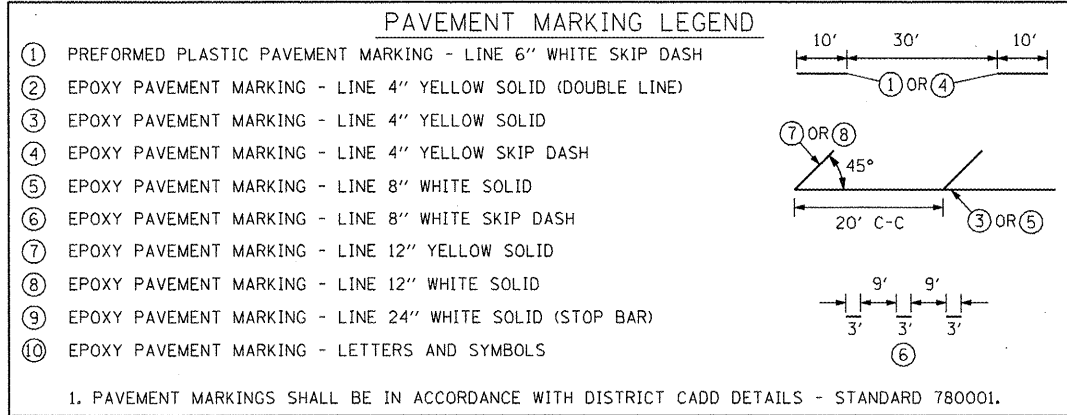 PAVEMENT MARKING LEGEND
① PREFORMED PLASTIC PAVEMENT MARKING - LINE 6" WHITE SKIP DASH
② EPOXY PAVEMENT MARKING - LINE 4" YELLOW SOLID (DOUBLE LINE)
③ EPOXY PAVEMENT MARKING - LINE 4" YELLOW SOLID
④ EPOXY PAVEMENT MARKING - LINE 4" YELLOW SKIP DASH
⑤ EPOXY PAVEMENT MARKING - LINE 8" WHITE SOLID
⑥ EPOXY PAVEMENT MARKING - LINE 8" WHITE SKIP DASH
⑦ EPOXY PAVEMENT MARKING - LINE 12" YELLOW SOLID
⑧ EPOXY PAVEMENT MARKING - LINE 12" WHITE SOLID
⑨ EPOXY PAVEMENT MARKING - LINE 24" WHITE SOLID (STOP BAR)
⑩ EPOXY PAVEMENT MARKING - LETTERS AND SYMBOLS
10' 30' 10'
① OR ④
⑦ OR ⑧
45°
20' C-C
③ OR ⑤
9' 9'
3' 3' 3'
⑥
1. PAVEMENT MARKINGS SHALL BE IN ACCORDANCE WITH DISTRICT CADD DETAILS - STANDARD 780001.